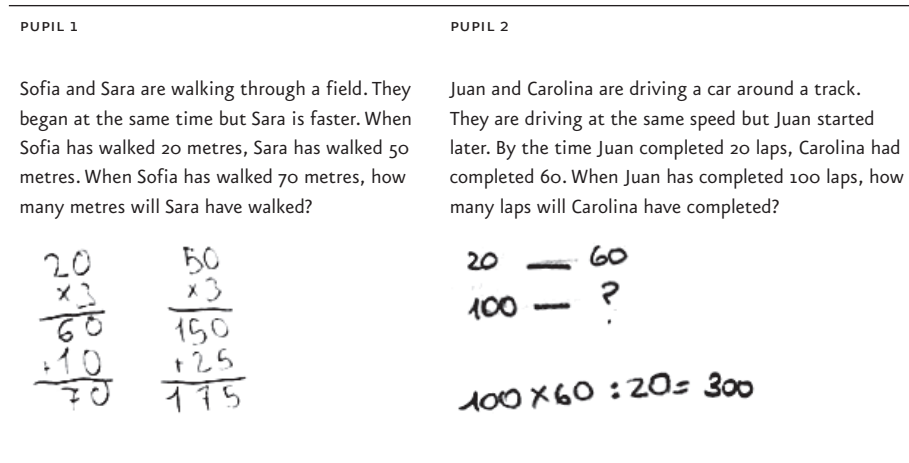 PUPIL 1
Sofia and Sara are walking through a field. They
began at the same time but Sara is faster. When
Sofia has walked 20 metres, Sara has walked 50
metres. When Sofia has walked 70 metres, how
many metres will Sara have walked?
20
x3
60
+10
70
50
x3
150
+25
175
PUPIL 2
Juan and Carolina are driving a car around a track.
They are driving at the same speed but Juan started
later. By the time Juan completed 20 laps, Carolina had
completed 60. When Juan has completed 100 laps, how
many laps will Carolina have completed?
20 — 60
100 — ?
100 x 60 : 20 = 300